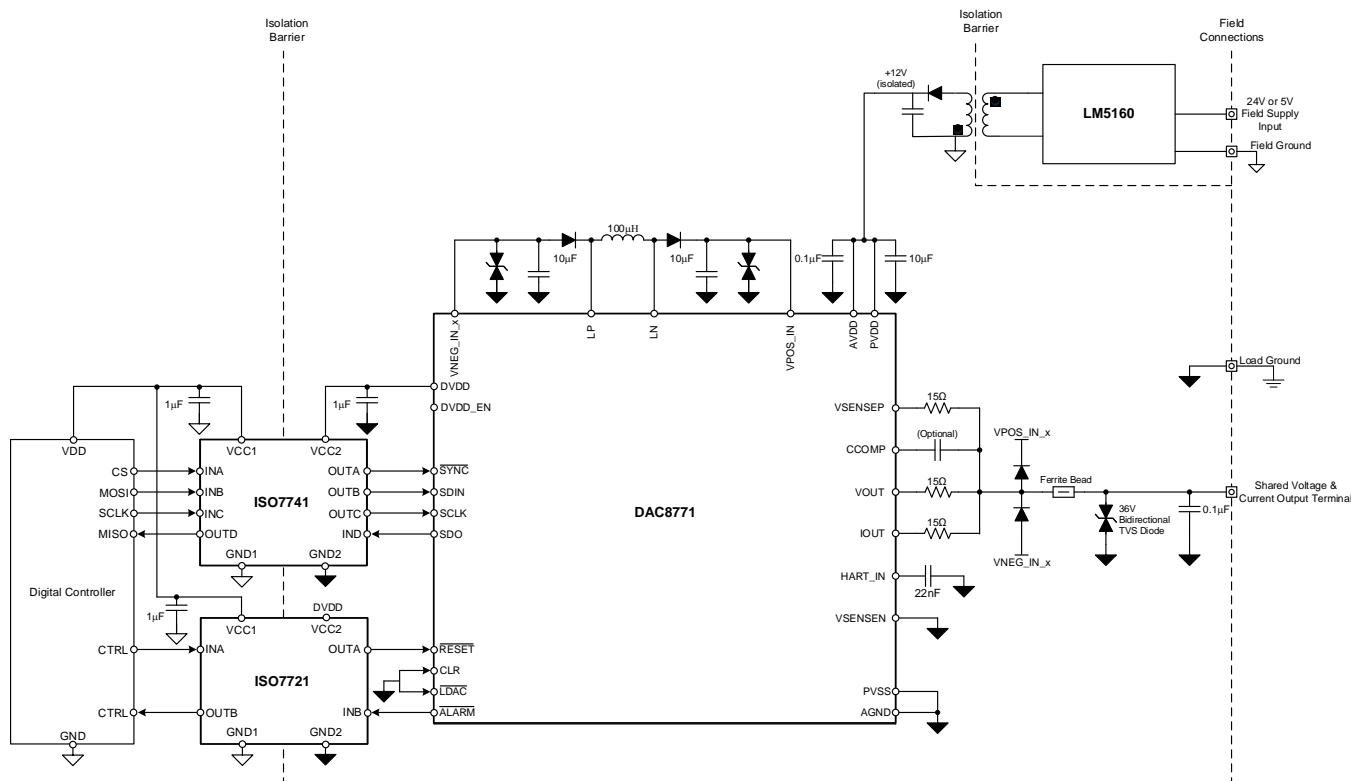 Isolation
Barrier
Isolation
Barrier
Field
Connections
+12V
(isolated)
LM5160
24V or 5V
Field Supply
Input
Field Ground
100μH
10μF
10μF
0.1μF
10μF
VNEG_IN_x
LP
LN
VPOS_IN
AVDD
PVDD
Load Ground
1μF
1μF
DVDD
DVDD_EN
VDD
VCC1
VCC2
VSENSEP
15Ω
CCOMP
(Optional)
VOUT
15Ω
IOUT
15Ω
HART_IN
22nF
VSENSEN
PVSS
AGND
VPOS_IN_x
VNEG_IN_x
Ferrite Bead
36V
Bidirectional
TVS Diode
0.1μF
Shared Voltage &
Current Output Terminal
CS
MOSI
SCLK
MISO
INA
INB
INC
OUTD
ISO7741
OUTA
OUTB
OUTC
IND
GND1
GND2
SYNC
SDIN
SCLK
SDO
DAC8771
Digital Controller
1μF
DVDD
VCC1
VCC2
CTRL
INA
OUTA
RESET
ISO7721
CLR
LDAC
CTRL
OUTB
INB
ALARM
GND
GND1
GND2